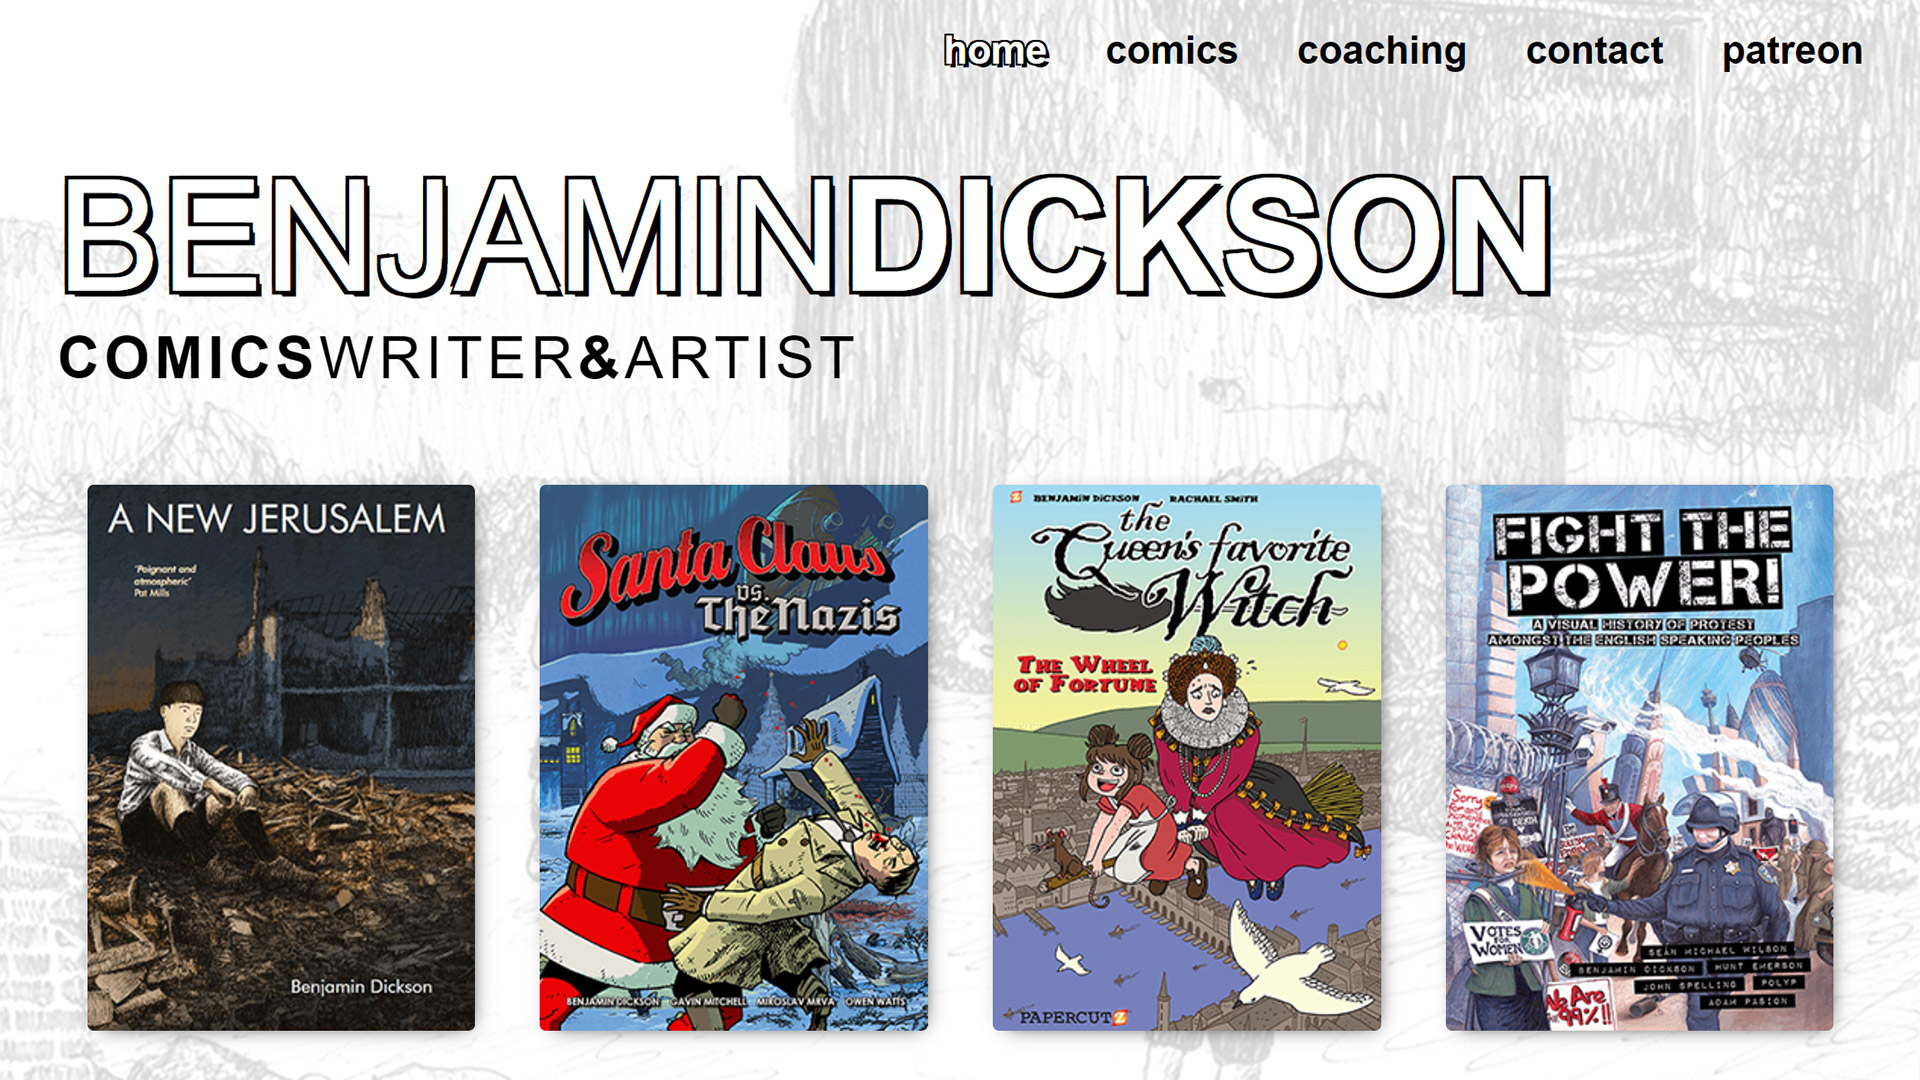 home comics coaching contact patreon
BENJAMINDICKSON
COMICSWRITER&ARTIST
A NEW JERUSALEM
'Poignant and
atmospheric'
Pat Mills
Benjamin Dickson
Santa Claus
vs.
The Nazis
BENJAMIN DICKSON GAVIN MITCHELL MIROSLAV MRVA OWEN WATTS
BENJAMIN DICKSON RACHAEL SMITH
the
Queen's favorite
Witch
THE WHEEL
OF FORTUNE
PAPERCUTZ
FIGHT THE
POWER!
A VISUAL HISTORY OF PROTEST
AMONGST THE ENGLISH SPEAKING PEOPLES
Sorry
VOTES
FOR
WOMEN
We Are
99%!!
SEAN MICHAEL WILSON
BENJAMIN DICKSON HUNT EMERSON
JOHN SPELLING POLYP
ADAM PASION